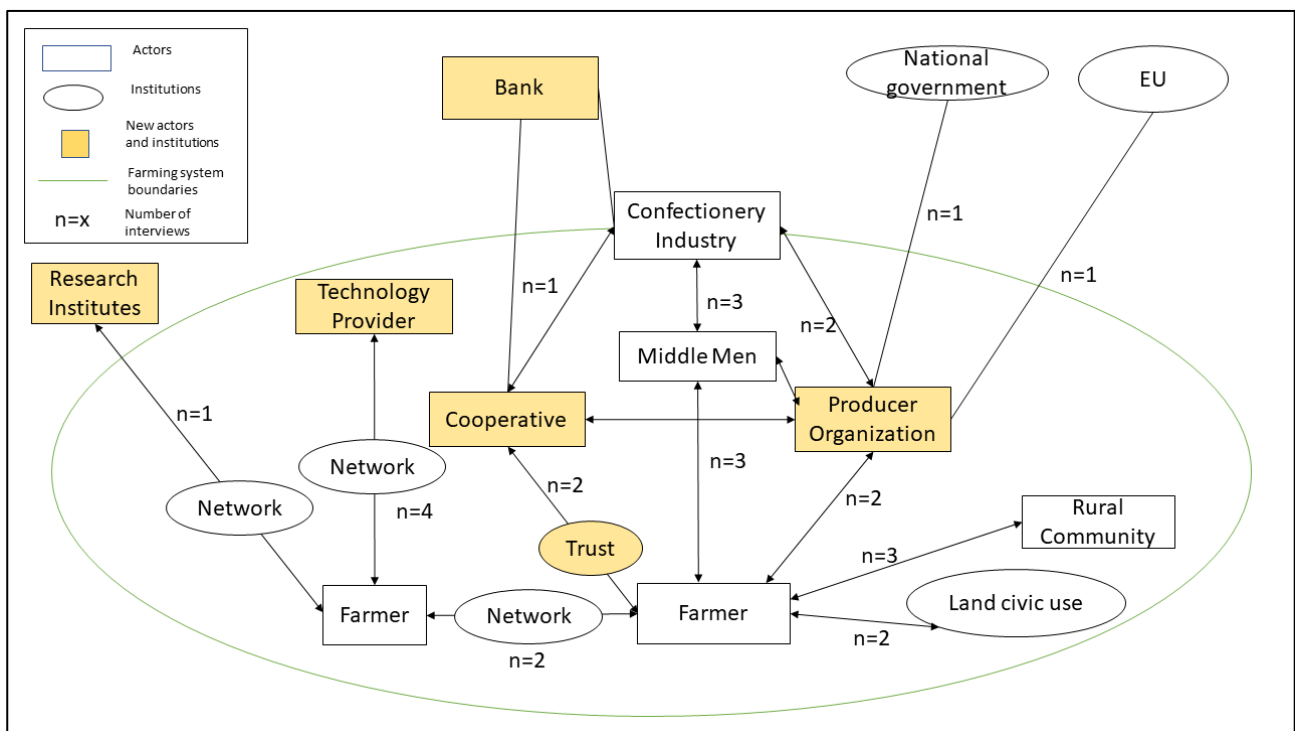 Actors
Institutions
New actors
and institutions
Farming system
boundaries
n=x
Number of
interviews
Bank
National
government
EU
Confectionery
Industry
n=1
n=1
Research
Institutes
Technology
Provider
n=1
n=3
n=2
Middle Men
Cooperative
Producer
Organization
n=1
Network
n=3
Network
n=2
n=2
n=4
Rural
Community
Trust
n=3
Farmer
Network
Farmer
Land civic use
n=2
n=2